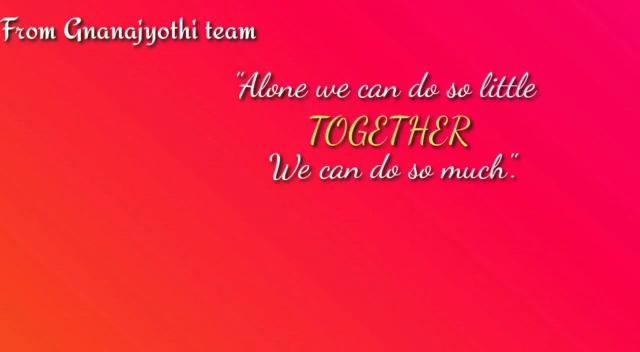 From Gnanajyothi team
"Alone we can do so little
TOGETHER
We can do so much".